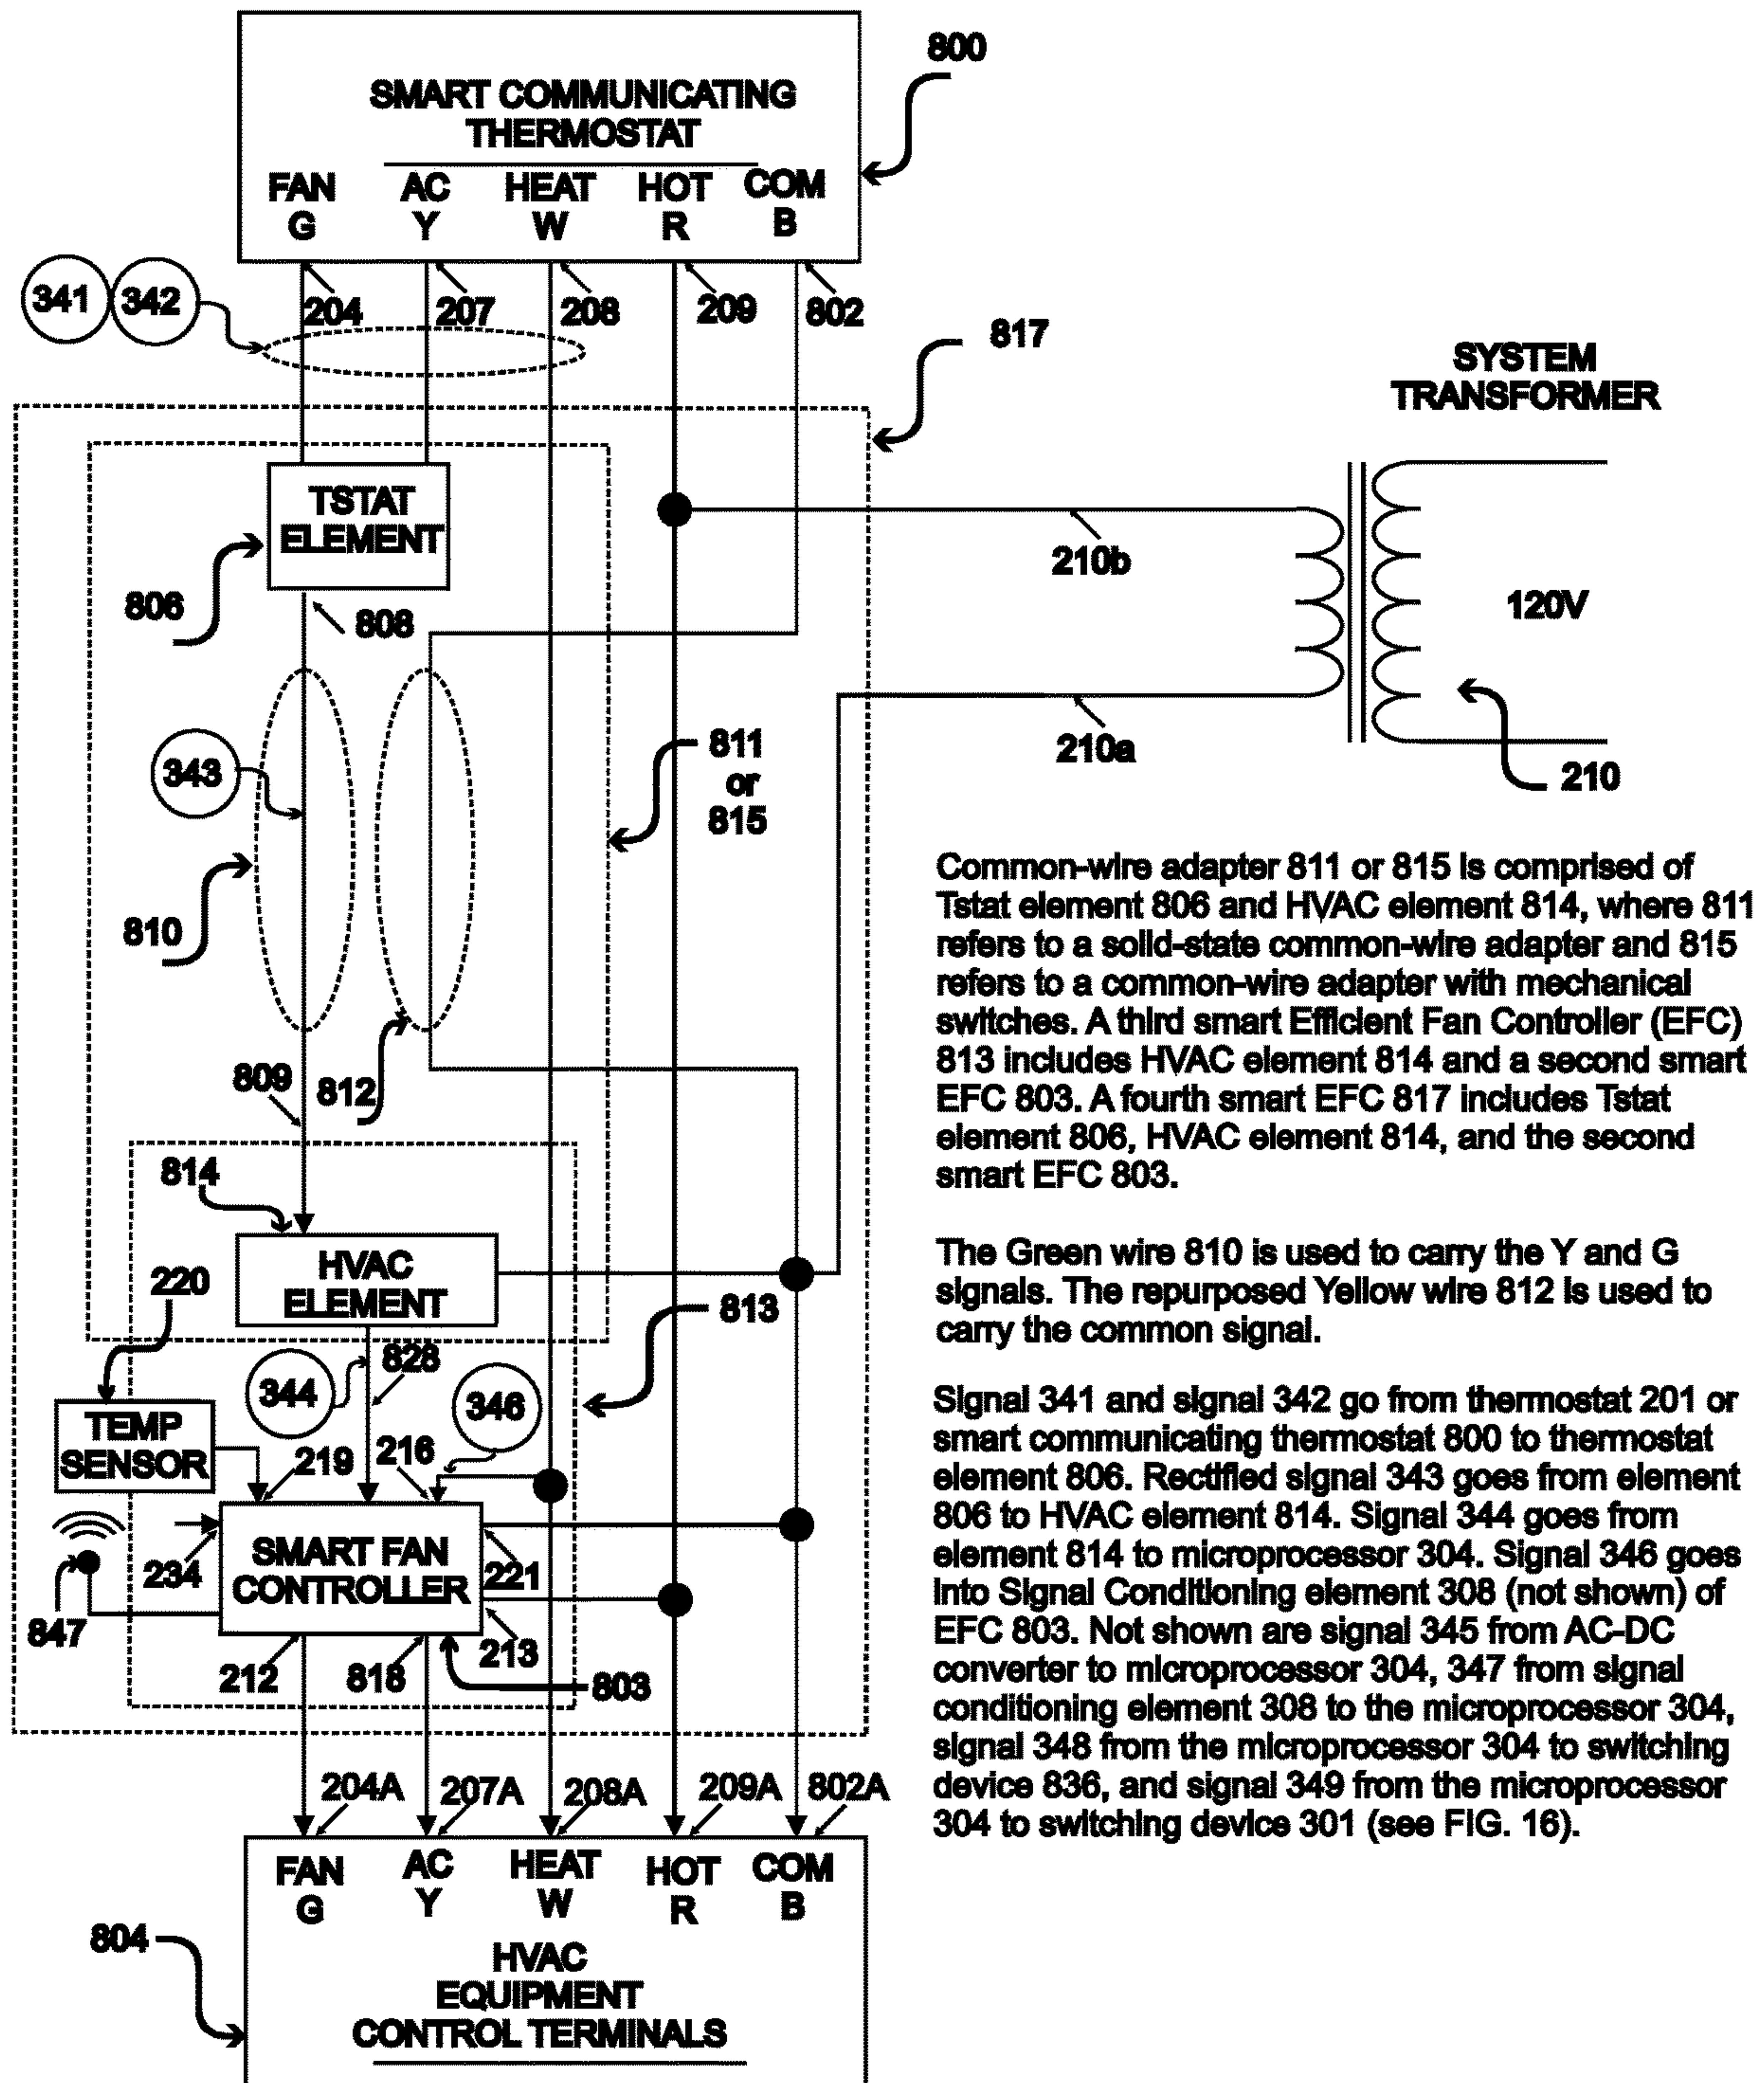 800
SMART COMMUNICATING
THERMOSTAT
FAN AC HEAT HOT COM
G Y W R B
341 342 204 207 208 209 802
817
SYSTEM
TRANSFORMER
TSTAT
ELEMENT
210b
806
808
120V
343
811
or
815
210a
210
810
809
812
Common-wire adapter 811 or 815 is comprised of
Tstat element 806 and HVAC element 814, where 811
refers to a solid-state common-wire adapter and 815
refers to a common-wire adapter with mechanical
switches. A third smart Efficient Fan Controller (EFC)
813 includes HVAC element 814 and a second smart
EFC 803. A fourth smart EFC 817 includes Tstat
element 806, HVAC element 814, and the second
smart EFC 803.
The Green wire 810 is used to carry the Y and G
signals. The repurposed Yellow wire 812 is used to
carry the common signal.
Signal 341 and signal 342 go from thermostat 201 or
smart communicating thermostat 800 to thermostat
element 806. Rectified signal 343 goes from element
806 to HVAC element 814. Signal 344 goes from
element 814 to microprocessor 304. Signal 346 goes
into Signal Conditioning element 308 (not shown) of
EFC 803. Not shown are signal 345 from AC-DC
converter to microprocessor 304, 347 from signal
conditioning element 308 to the microprocessor 304,
signal 348 from the microprocessor 304 to switching
device 836, and signal 349 from the microprocessor
304 to switching device 301 (see FIG. 16).
814
HVAC
ELEMENT
220
813
344
828
346
TEMP
SENSOR
219
216
SMART FAN
CONTROLLER
234
221
847
212
818
213
803
204A 207A 208A 209A 802A
FAN AC HEAT HOT COM
G Y W R B
804
HVAC
EQUIPMENT
CONTROL TERMINALS